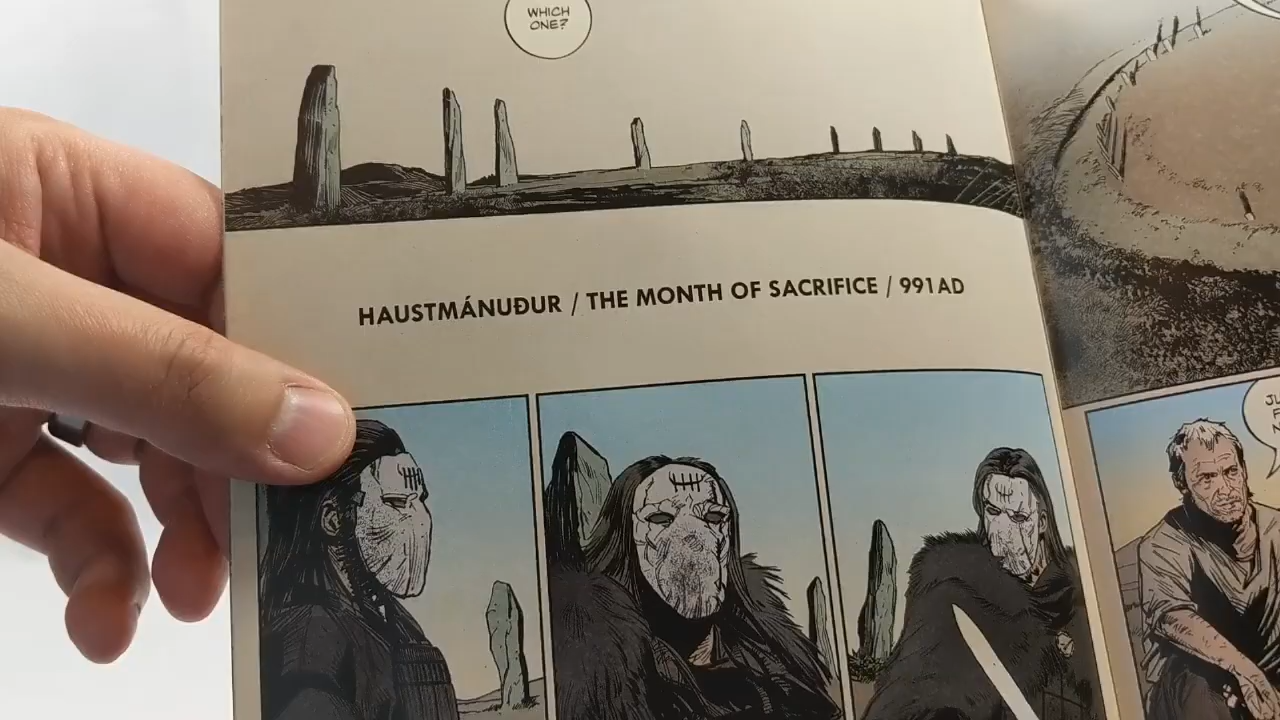 WHICH
ONE?
HAUSTMÁNUÐUR / THE MONTH OF SACRIFICE / 991AD